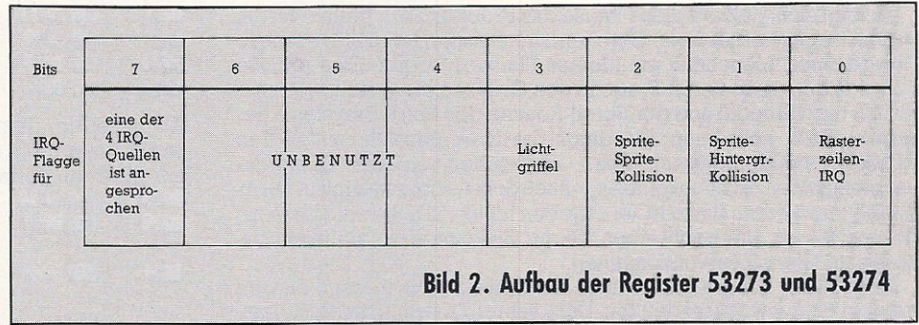 Bits 7 6 5 4 3 2 1 0
IRQ-
Flagge
für
eine der
4 IRQ-
Quellen
ist an-
gespro-
chen
UNBENUTZT
Licht-
griffel
Sprite-
Sprite-
Kollision
Sprite-
Hintergr.-
Kollision
Raster-
zeilen-
IRQ
Bild 2. Aufbau der Register 53273 und 53274